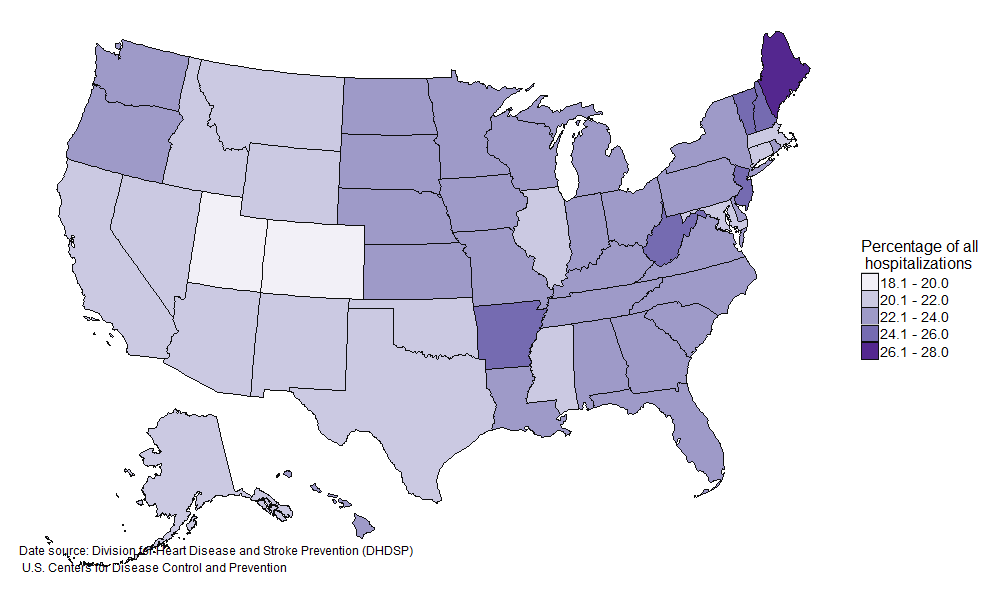 Percentage of all
hospitalizations
18.1 - 20.0
20.1 - 22.0
22.1 - 24.0
24.1 - 26.0
26.1 - 28.0
Date source: Division for Heart Disease and Stroke Prevention (DHDSP)
U.S. Centers for Disease Control and Prevention